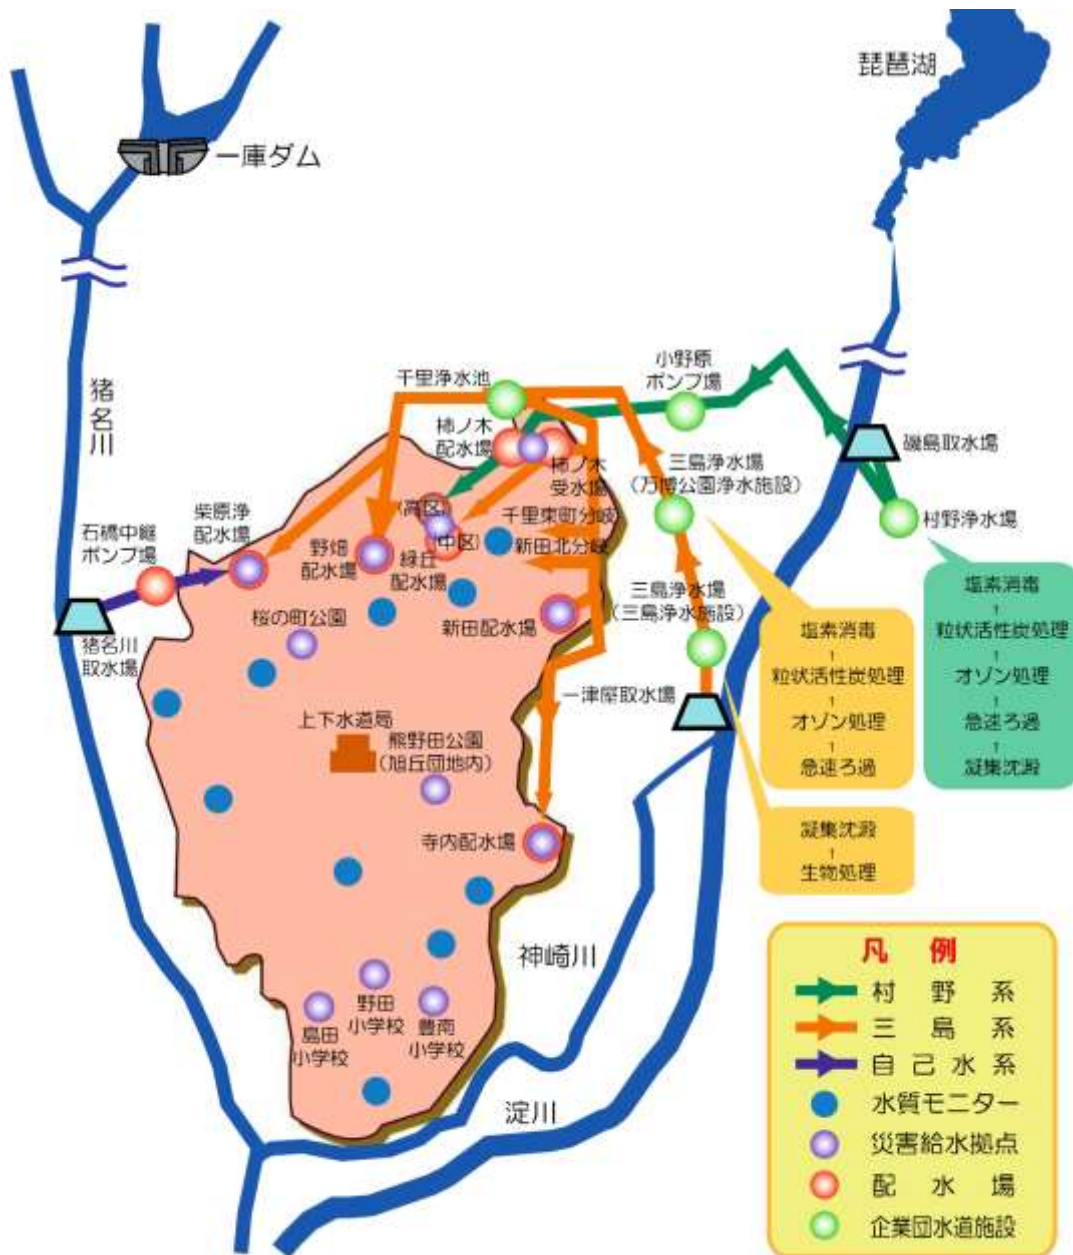 琵琶湖
一庫ダム
猪名川
千里浄水池
小野原
ポンプ場
柿ノ木
配水場
柿ノ木
受水場
三島浄水場
(万博公園浄水施設)
磯島取水場
村野浄水場
石橋中継
ポンプ場
柴原浄
配水場
(高区)
(中区)
野畑
配水場
緑丘
配水場
千里東町分岐
新田北分岐
三島浄水場
(三島浄水施設)
新田配水場
猪名川
取水場
桜の町公園
一津屋取水場
上下水道局
熊野田公園
(旭丘団地内)
寺内配水場
塩素消毒
↑
粒状活性炭処理
↑
オゾン処理
↑
急速ろ過
塩素消毒
↑
粒状活性炭処理
↑
オゾン処理
↑
急速ろ過
↑
凝集沈澱
凝集沈澱
↑
生物処理
神崎川
淀川
島田
小学校
野田
小学校
豊南
小学校
凡例
村野系
三島系
自己水系
水質モニター
災害給水拠点
配水場
企業団水道施設